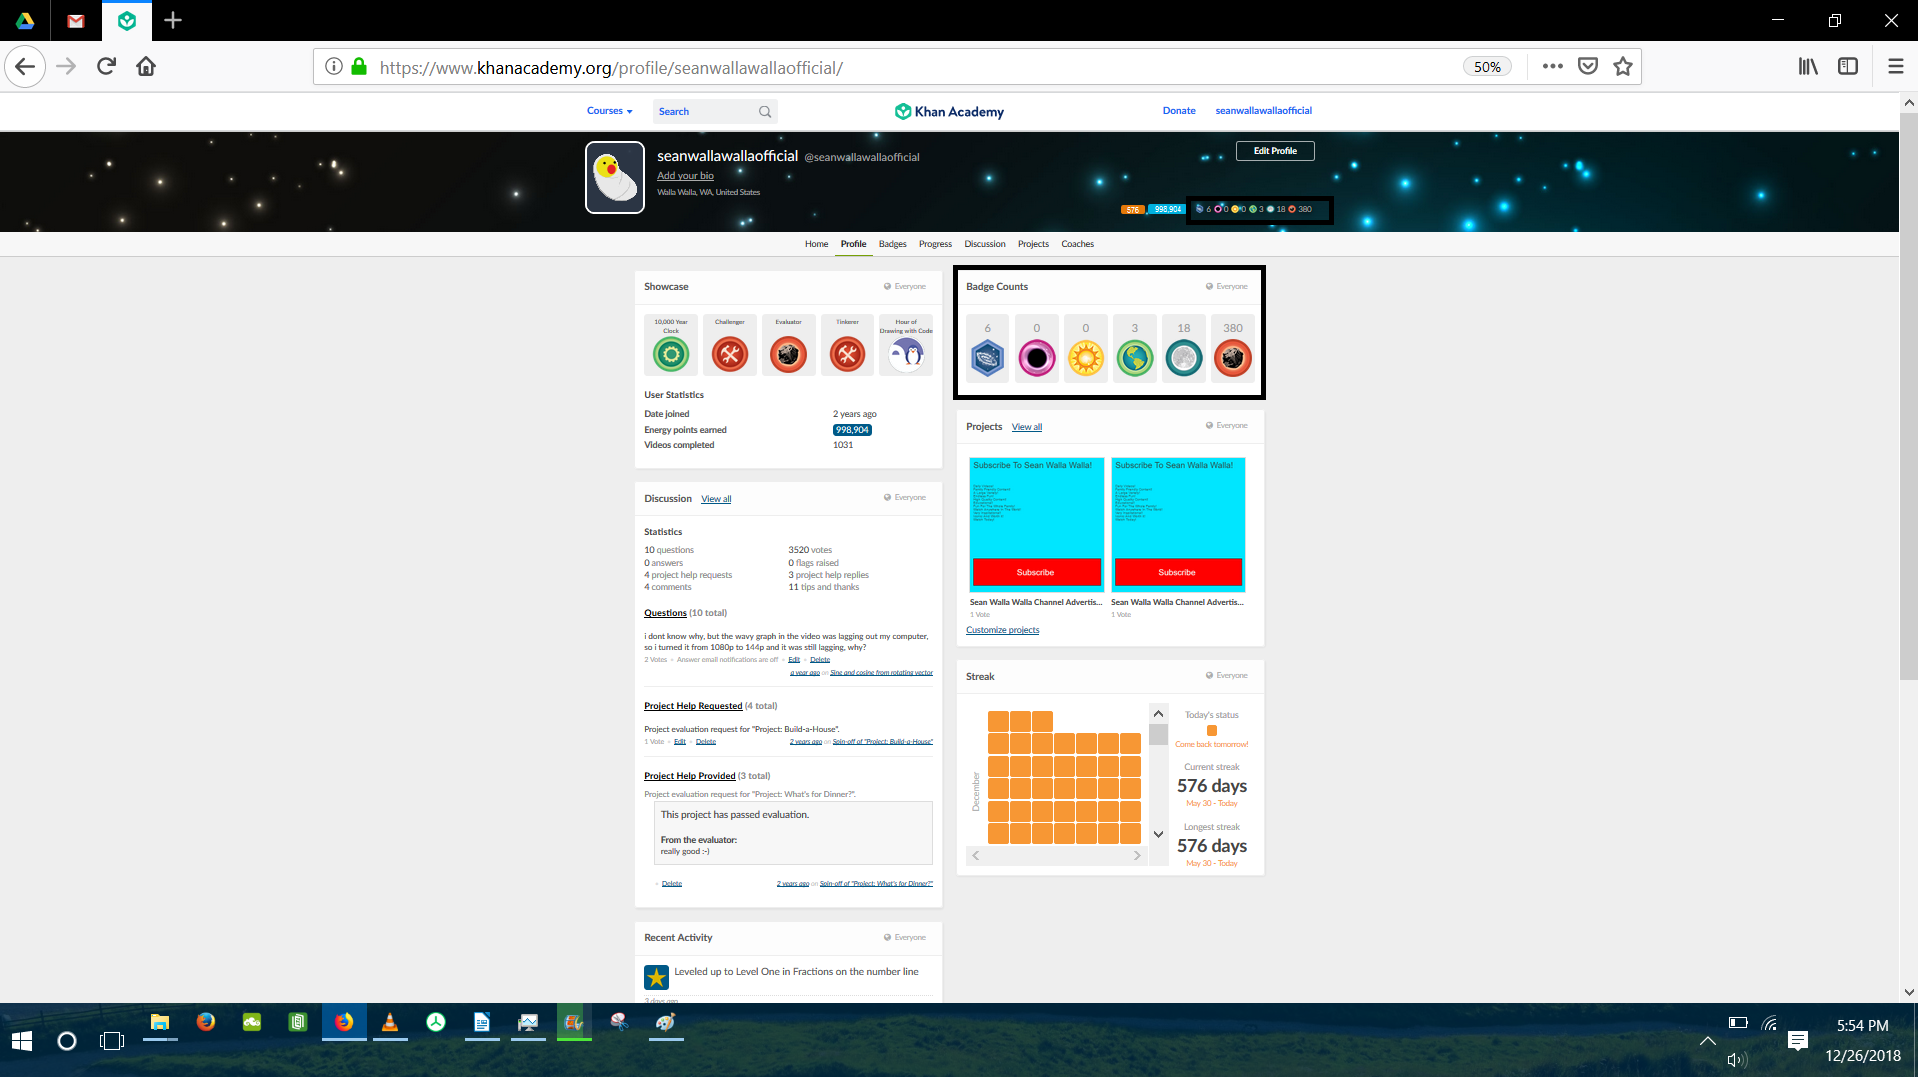 https://www.khanacademy.org/profile/seanwallawallaofficial/
50%
Courses
Search
Khan Academy
Donate
seanwallawallaofficial
seanwallawallaofficial @seanwallawallaofficial
Add your bio
Walla Walla, WA, United States
Edit Profile
576 998,904 6 0 0 3 18 380
Home Profile Badges Progress Discussion Projects Coaches
Showcase Everyone
10,000 Year Clock
Challenger
Evaluator
Tinkerer
Hour of Drawing with Code
User Statistics
Date joined 2 years ago
Energy points earned 998,904
Videos completed 1031
Discussion View all Everyone
Statistics
10 questions 3520 votes
0 answers 0 flags raised
4 project help requests 3 project help replies
4 comments 11 tips and thanks
Questions (10 total)
i dont know why, but the wavy graph in the video was lagging out my computer,
so i turned it from 1080p to 144p and it was still lagging, why?
2 Votes • Answer email notifications are off • Edit • Delete
a year ago on Sine and cosine from rotating vector
Project Help Requested (4 total)
Project evaluation request for "Project: Build-a-House".
1 Vote • Edit • Delete 2 years ago on Spin-off of "Project: Build-a-House"
Project Help Provided (3 total)
Project evaluation request for "Project: What's for Dinner?".
This project has passed evaluation.
From the evaluator:
really good :-)
• Delete 2 years ago on Spin-off of "Project: What's for Dinner?"
Recent Activity Everyone
Leveled up to Level One in Fractions on the number line
3 days ago
Badge Counts Everyone
6 0 0 3 18 380
Projects View all Everyone
Subscribe To Sean Walla Walla! Subscribe To Sean Walla Walla!
Subscribe Subscribe
Sean Walla Walla Channel Advertis... Sean Walla Walla Channel Advertis...
1 Vote 1 Vote
Customize projects
Streak Everyone
December
Today's status
Come back tomorrow!
Current streak
576 days
May 30 - Today
Longest streak
576 days
May 30 - Today
5:54 PM
12/26/2018